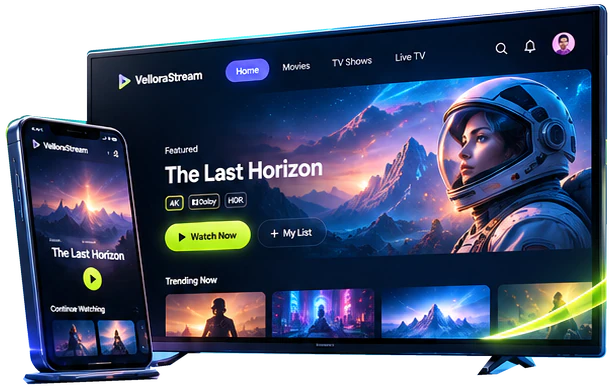 VelloraStream
Home
Movies
TV Shows
Live TV
Featured
The Last Horizon
4K
Dolby
HDR
Watch Now
+ My List
Trending Now
VelloraStream
The Last Horizon
Continue Watching